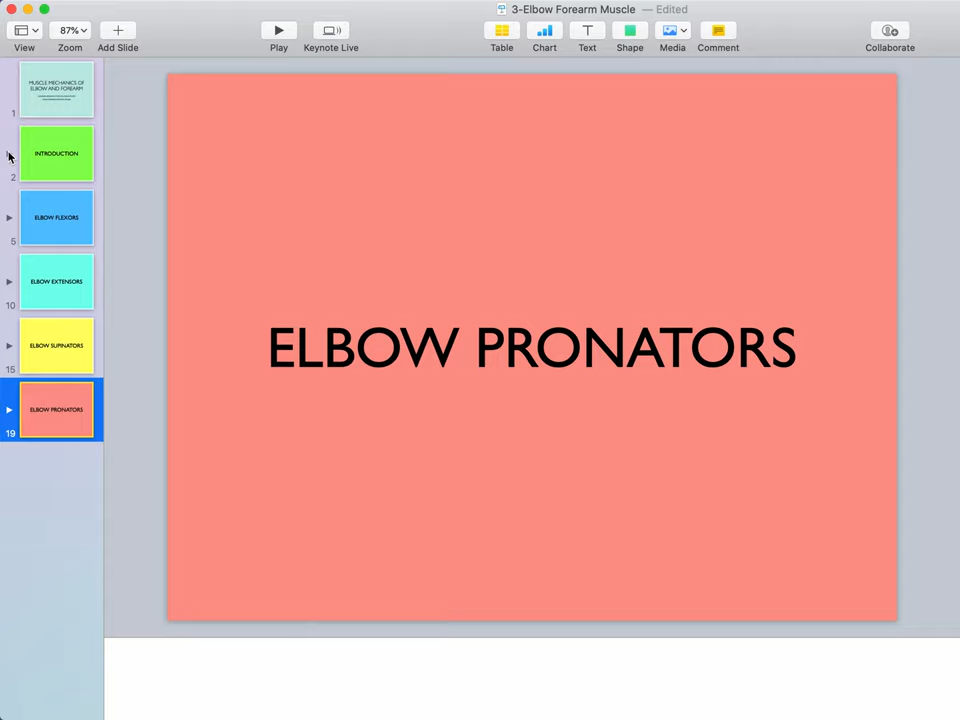 3-Elbow Forearm Muscle — Edited
87%
View
Zoom
Add Slide
Play
Keynote Live
Table
Chart
Text
Shape
Media
Comment
Collaborate
MUSCLE MECHANICS OF
ELBOW AND FOREARM
1
INTRODUCTION
2
ELBOW FLEXORS
5
ELBOW EXTENSORS
10
ELBOW SUPINATORS
15
ELBOW PRONATORS
19
ELBOW PRONATORS